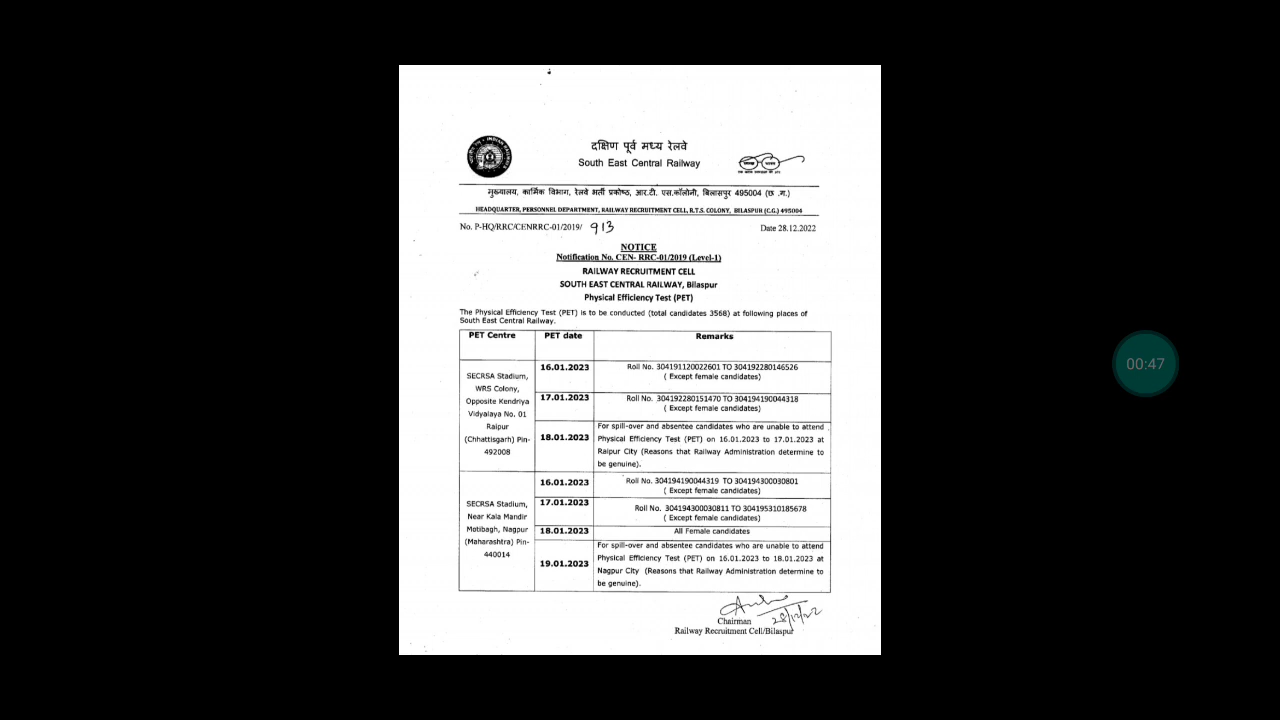 दक्षिण पूर्व मध्य रेलवे
South East Central Railway
मुख्यालय, कार्मिक विभाग, रेलवे भर्ती प्रकोष्ठ, आर.टी. एस.कॉलोनी, बिलासपुर 495004 (छ .ग.)
HEADQUARTER, PERSONNEL DEPARTMENT, RAILWAY RECRUITMENT CELL, R.T.S. COLONY, BILASPUR (C.G.) 495004
No. P-HQ/RRC/CENRRC-01/2019/ 913 Date 28.12.2022
NOTICE
Notification No. CEN- RRC-01/2019 (Level-1)
RAILWAY RECRUITMENT CELL
SOUTH EAST CENTRAL RAILWAY, Bilaspur
Physical Efficiency Test (PET)
The Physical Efficiency Test (PET) is to be conducted (total candidates 3568) at following places of
South East Central Railway.
PET Centre PET date Remarks
SECRSA Stadium,
WRS Colony,
Opposite Kendriya
Vidyalaya No. 01
Raipur
(Chhattisgarh) Pin-
492008
16.01.2023
Roll No. 304191120022601 TO 304192280146526
( Except female candidates)
17.01.2023
Roll No. 304192280151470 TO 304194190044318
( Except female candidates)
18.01.2023
For spill-over and absentee candidates who are unable to attend
Physical Efficiency Test (PET) on 16.01.2023 to 17.01.2023 at
Raipur City (Reasons that Railway Administration determine to
be genuine).
SECRSA Stadium,
Near Kala Mandir
Motibagh, Nagpur
(Maharashtra) Pin-
440014
16.01.2023
Roll No. 304194190044319 TO 304194300030801
( Except female candidates)
17.01.2023
Roll No. 304194300030811 TO 304195310185678
( Except female candidates)
18.01.2023
All Female candidates
19.01.2023
For spill-over and absentee candidates who are unable to attend
Physical Efficiency Test (PET) on 16.01.2023 to 18.01.2023 at
Nagpur City (Reasons that Railway Administration determine to
be genuine).
28/12/22
Chairman
Railway Recruitment Cell/Bilaspur
00:47